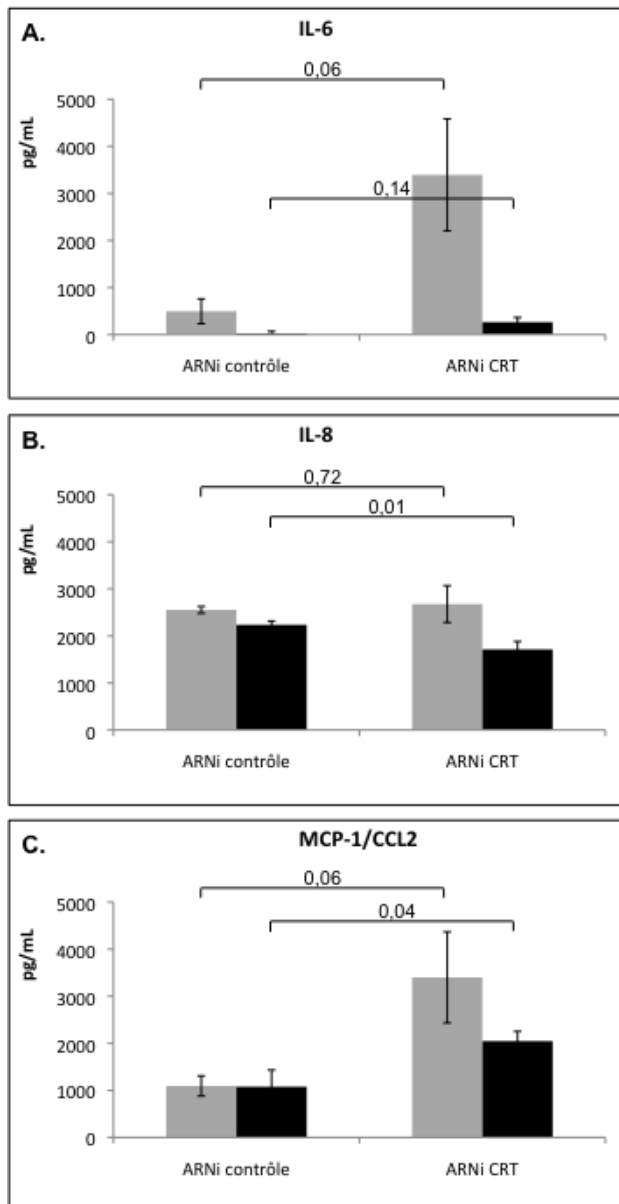 A.
IL-6
0,06
pg/mL
5000
4000
0,14
3000
2000
1000
0
ARNi contrôle ARNi CRT
B.
IL-8
0,72
pg/mL
5000
0,01
4000
3000
2000
1000
0
ARNi contrôle ARNi CRT
C.
MCP-1/CCL2
0,06
pg/mL
5000
0,04
4000
3000
2000
1000
0
ARNi contrôle ARNi CRT